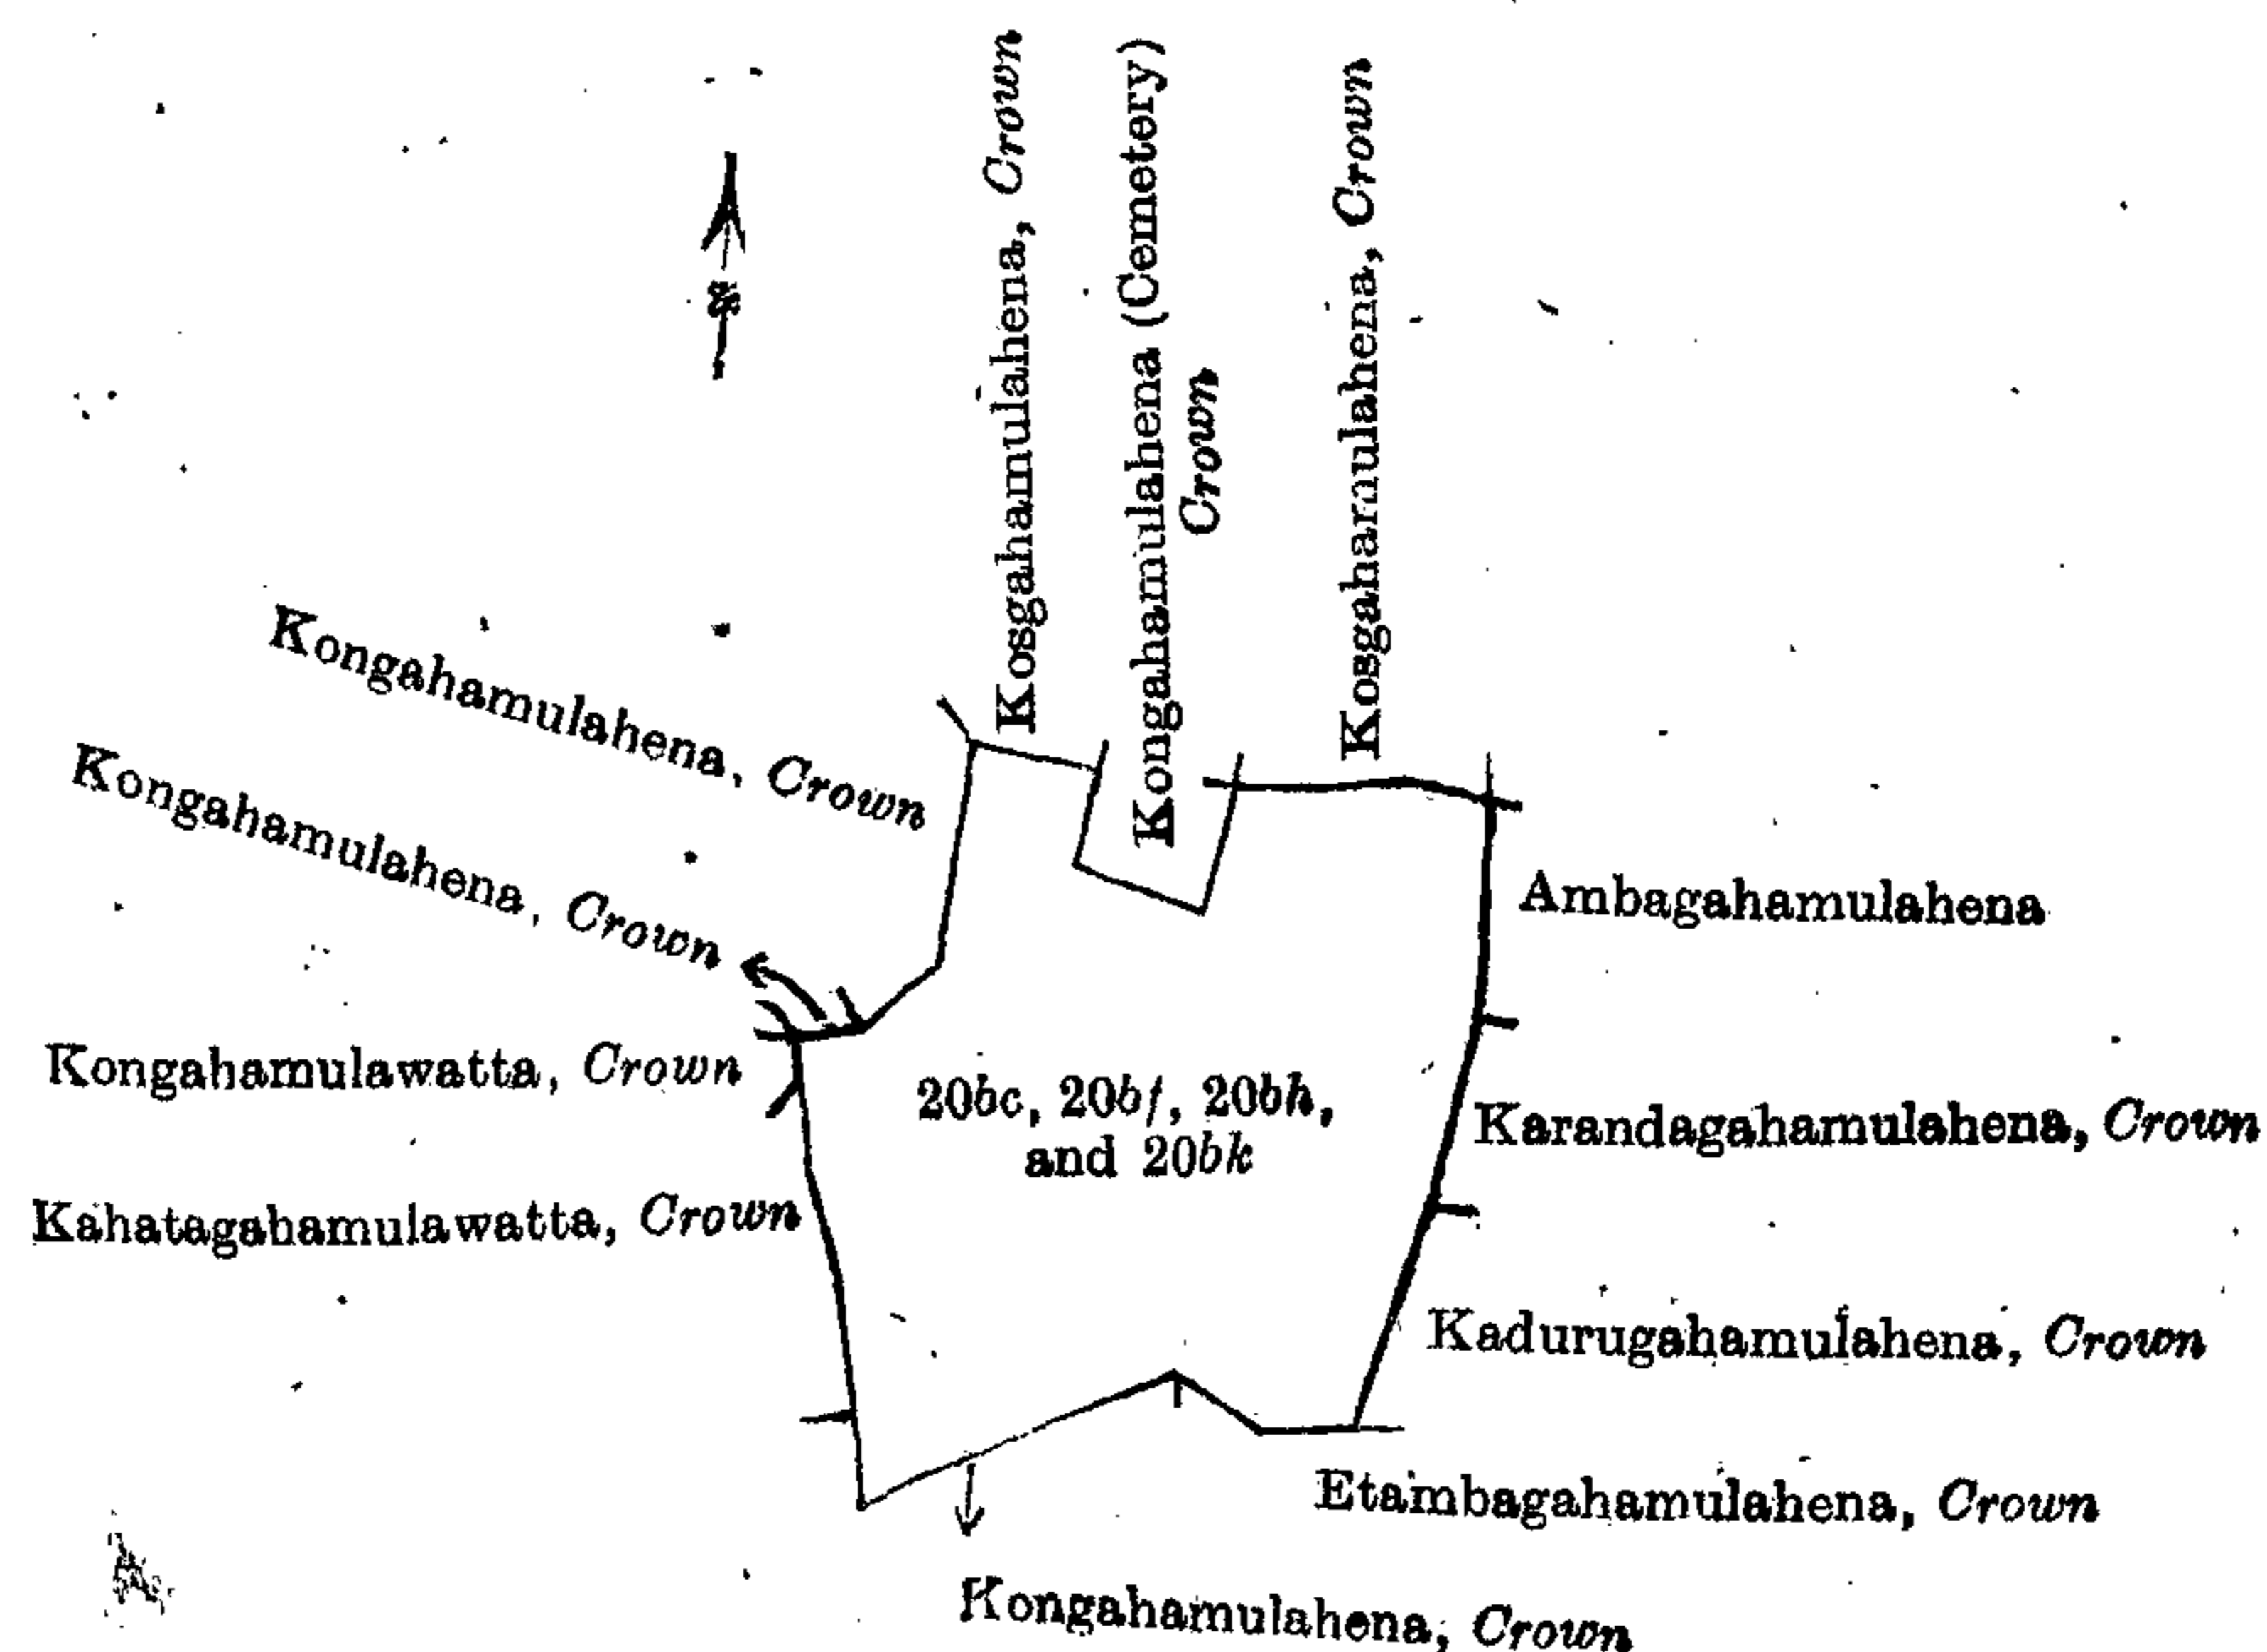 Kosgahamulahena, Crown
Kongahamulahena (Cemetery)
Crown
Kosgahamulahena, Crown
Kongahamulahena, Crown
Kongahamulahena, Crown
Kongahamulawatta, Crown
Kahatagahamulawatta, Crown
20bc, 20bf, 20bh,
and 20bk
Ambagahamulahena
Karandagahamulahena, Crown
Kadurugahamulahena, Crown
Etambagahamulahena, Crown
Kongahamulahena, Crown